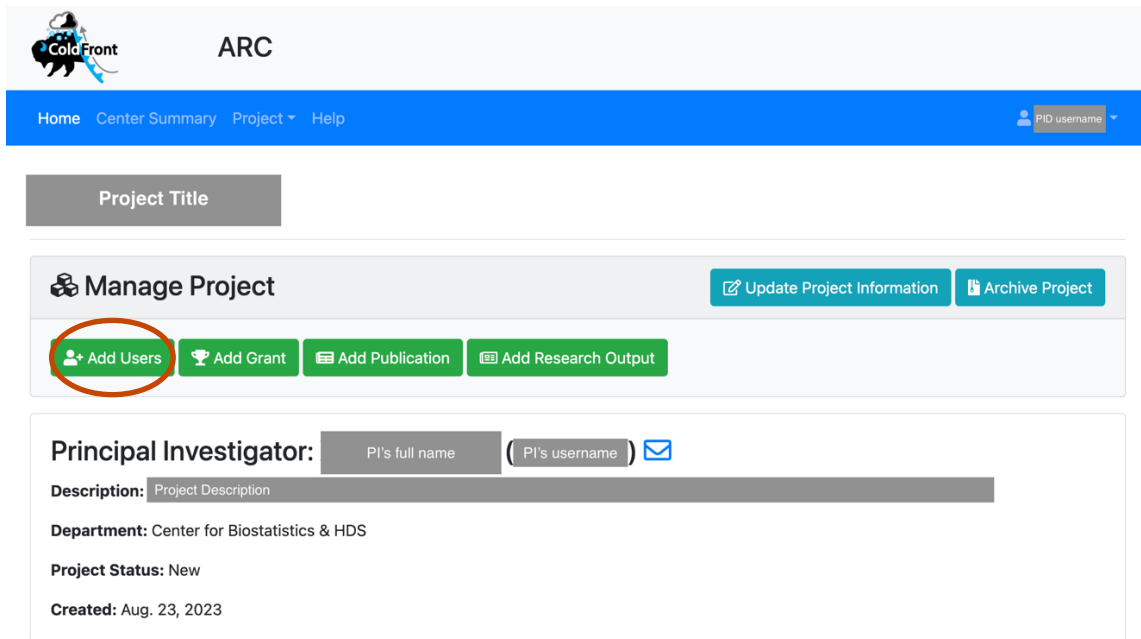 ColdFront
ARC
Home Center Summary Project Help PID username
Project Title
Manage Project Update Project Information Archive Project
Add Users Add Grant Add Publication Add Research Output
Principal Investigator: PI's full name ( PI's username )
Description: Project Description
Department: Center for Biostatistics & HDS
Project Status: New
Created: Aug. 23, 2023